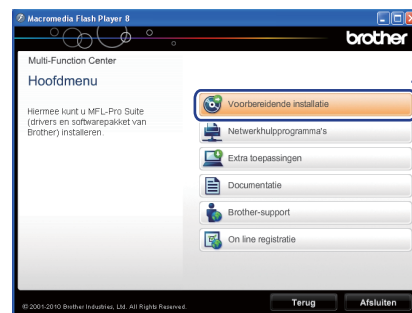 Macromedia Flash Player 8
brother
Multi-Function Center
Hoofdmenu
Hiermee kunt u MFL-Pro Suite
(drivers en softwarepakket van
Brother) installeren.
Voorbereidende installatie
Netwerkhulpprogramma's
Extra toepassingen
Documentatie
Brother-support
On line registratie
© 2001-2010 Brother Industries, Ltd. All Rights Reserved.
Terug
Afsluiten